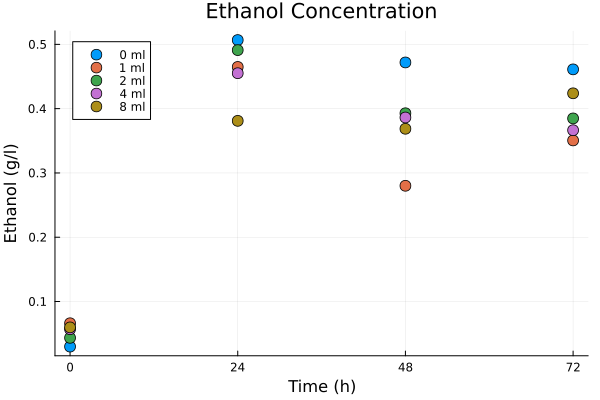 Ethanol Concentration
0 ml
1 ml
2 ml
4 ml
8 ml
Ethanol (g/l)
0.5
0.4
0.3
0.2
0.1
0 24 48 72
Time (h)